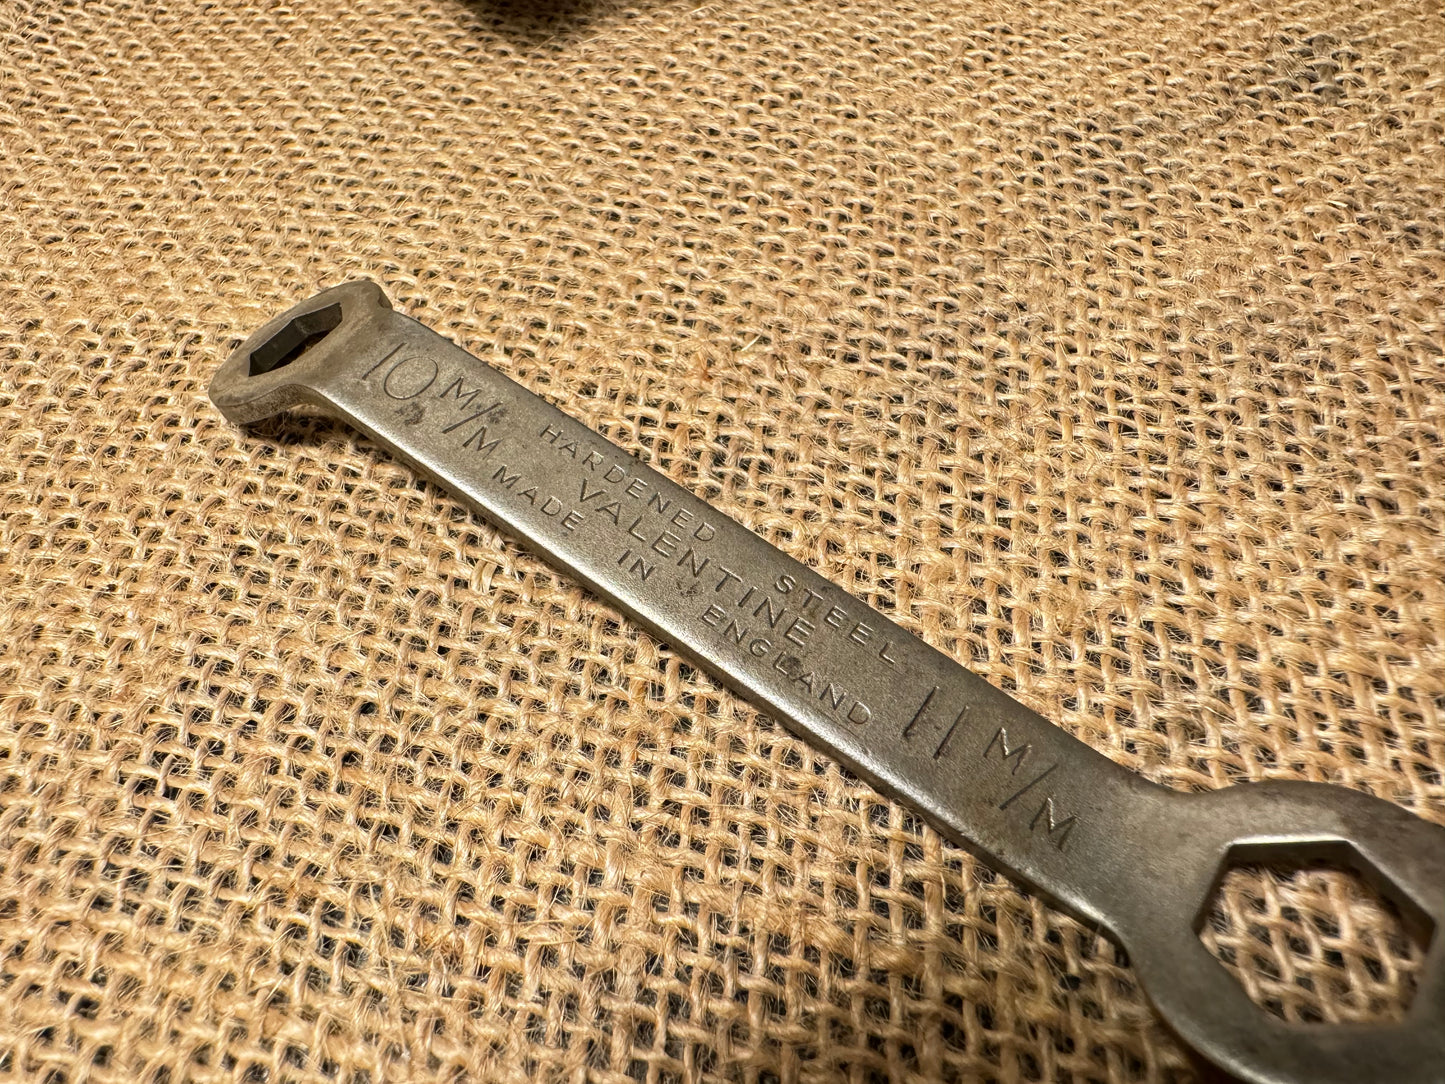 10 M/M
HARDENED STEEL
VALENTINE
MADE IN ENGLAND
11 M/M